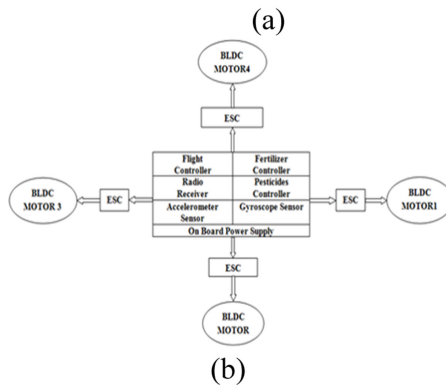 (a)
BLDC
MOTOR4
ESC
Flight
Controller
Fertilizer
Controller
Radio
Receiver
Pesticides
Controller
Accelerometer
Sensor
Gyroscope Sensor
On Board Power Supply
BLDC
MOTOR 3
ESC
ESC
BLDC
MOTOR1
ESC
BLDC
MOTOR
(b)